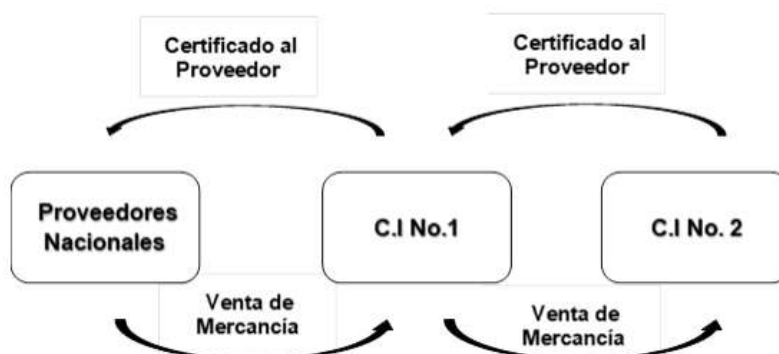 Certificado al
Proveedor
Certificado al
Proveedor
Proveedores
Nacionales
C.I No.1
C.I No. 2
Venta de
Mercancía
Venta de
Mercancía